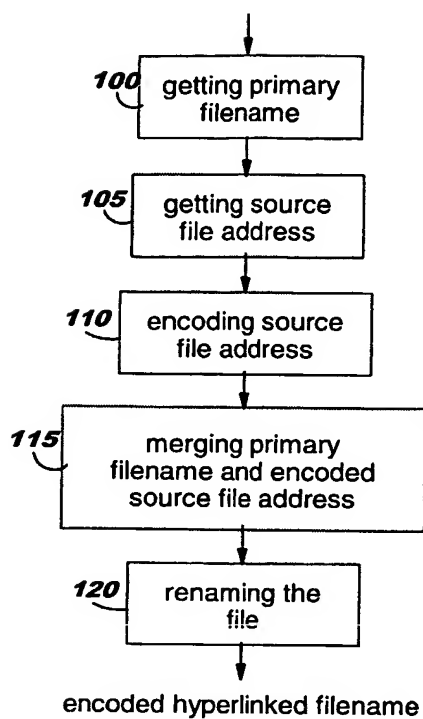 100
getting primary
filename
105
getting source
file address
110
encoding source
file address
115
merging primary
filename and encoded
source file address
120
renaming the
file
encoded hyperlinked filename